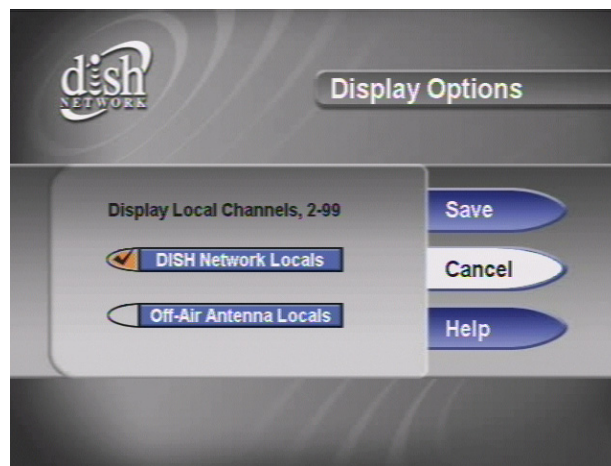 dish
NETWORK
Display Options
Display Local Channels, 2-99
DISH Network Locals
Off-Air Antenna Locals
Save
Cancel
Help